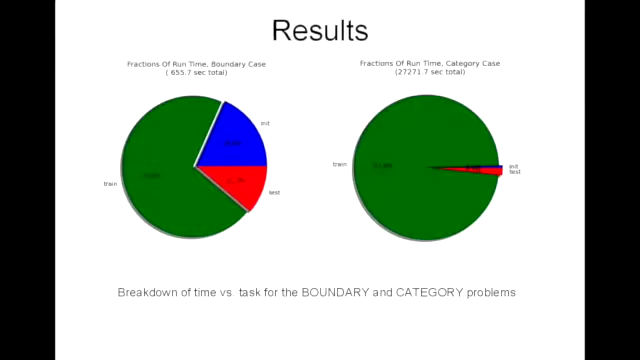 Results
Fractions Of Run Time, Boundary Case
( 655.7 sec total)
Fractions Of Run Time, Category Case
(27271.7 sec total)
init
train
test
train
init
test
Breakdown of time vs. task for the BOUNDARY and CATEGORY problems